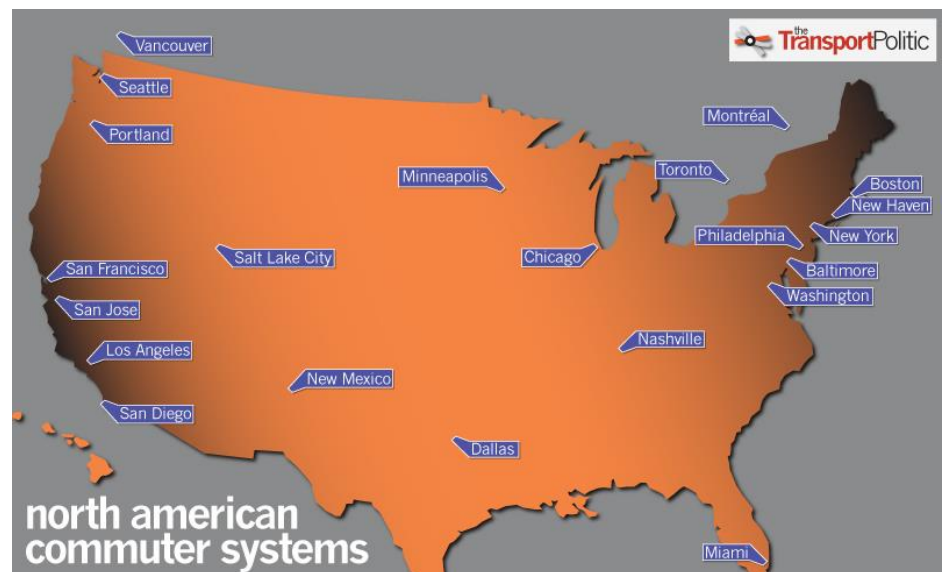 Vancouver
the
TransportPolitic
Seattle
Montréal
Portland
Minneapolis
Toronto
Boston
New Haven
Philadelphia
New York
Salt Lake City
Chicago
San Francisco
Baltimore
Washington
San Jose
Nashville
Los Angeles
New Mexico
San Diego
Dallas
north american
commuter systems
Miami